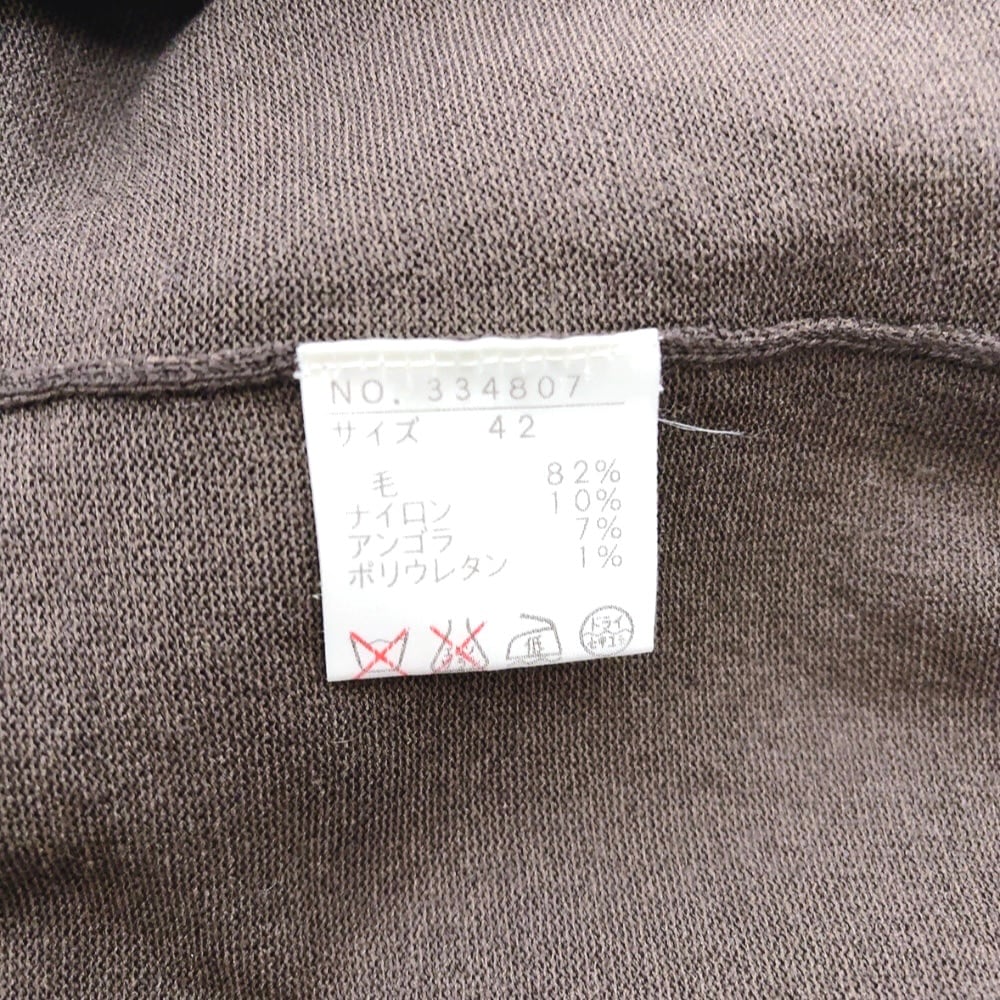 NO. 334807
サイズ 42
毛 82%
ナイロン 10%
アンゴラ 7%
ポリウレタン 1%
低
ドライ